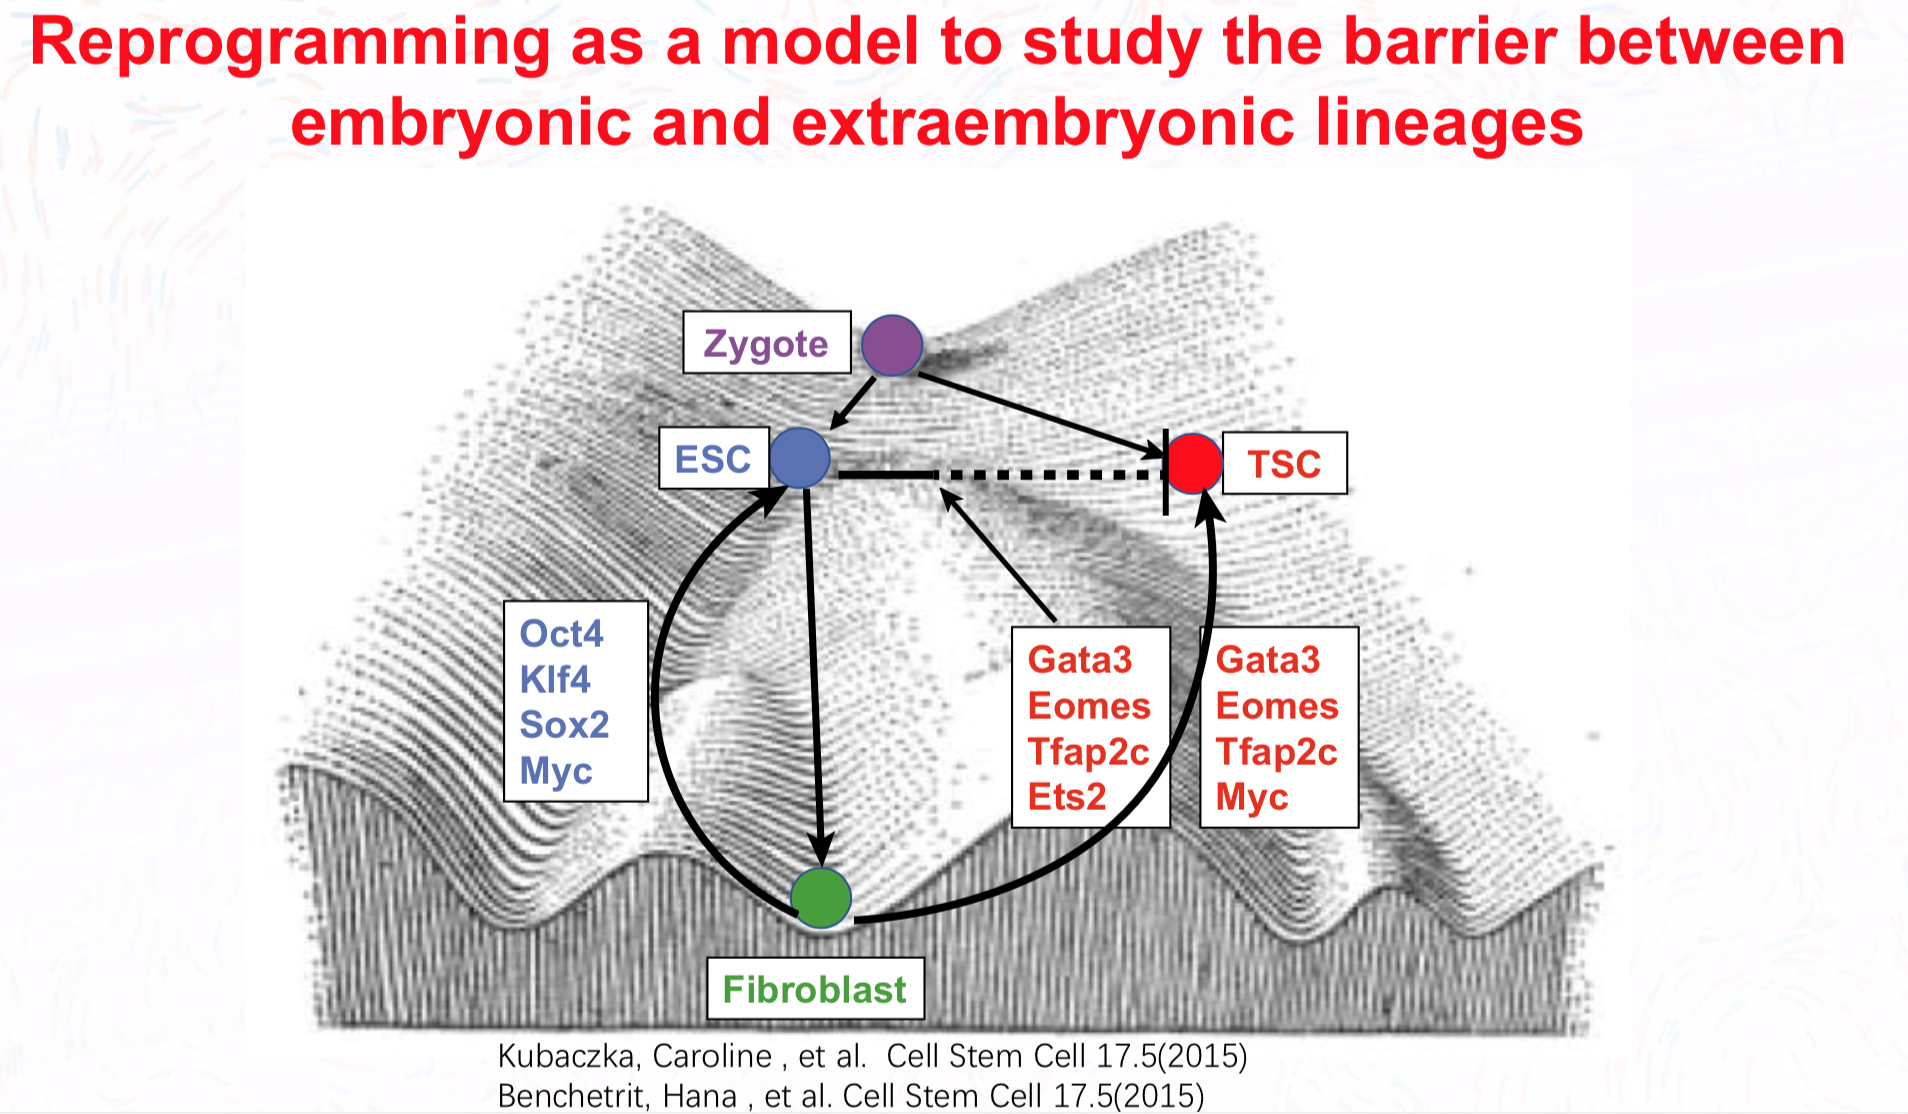 Reprogramming as a model to study the barrier between
embryonic and extraembryonic lineages
Zygote
ESC
TSC
Oct4
Klf4
Sox2
Myc
Gata3
Eomes
Tfap2c
Ets2
Gata3
Eomes
Tfap2c
Myc
Fibroblast
Kubaczka, Caroline , et al.  Cell Stem Cell 17.5(2015)
Benchetrit, Hana , et al. Cell Stem Cell 17.5(2015)